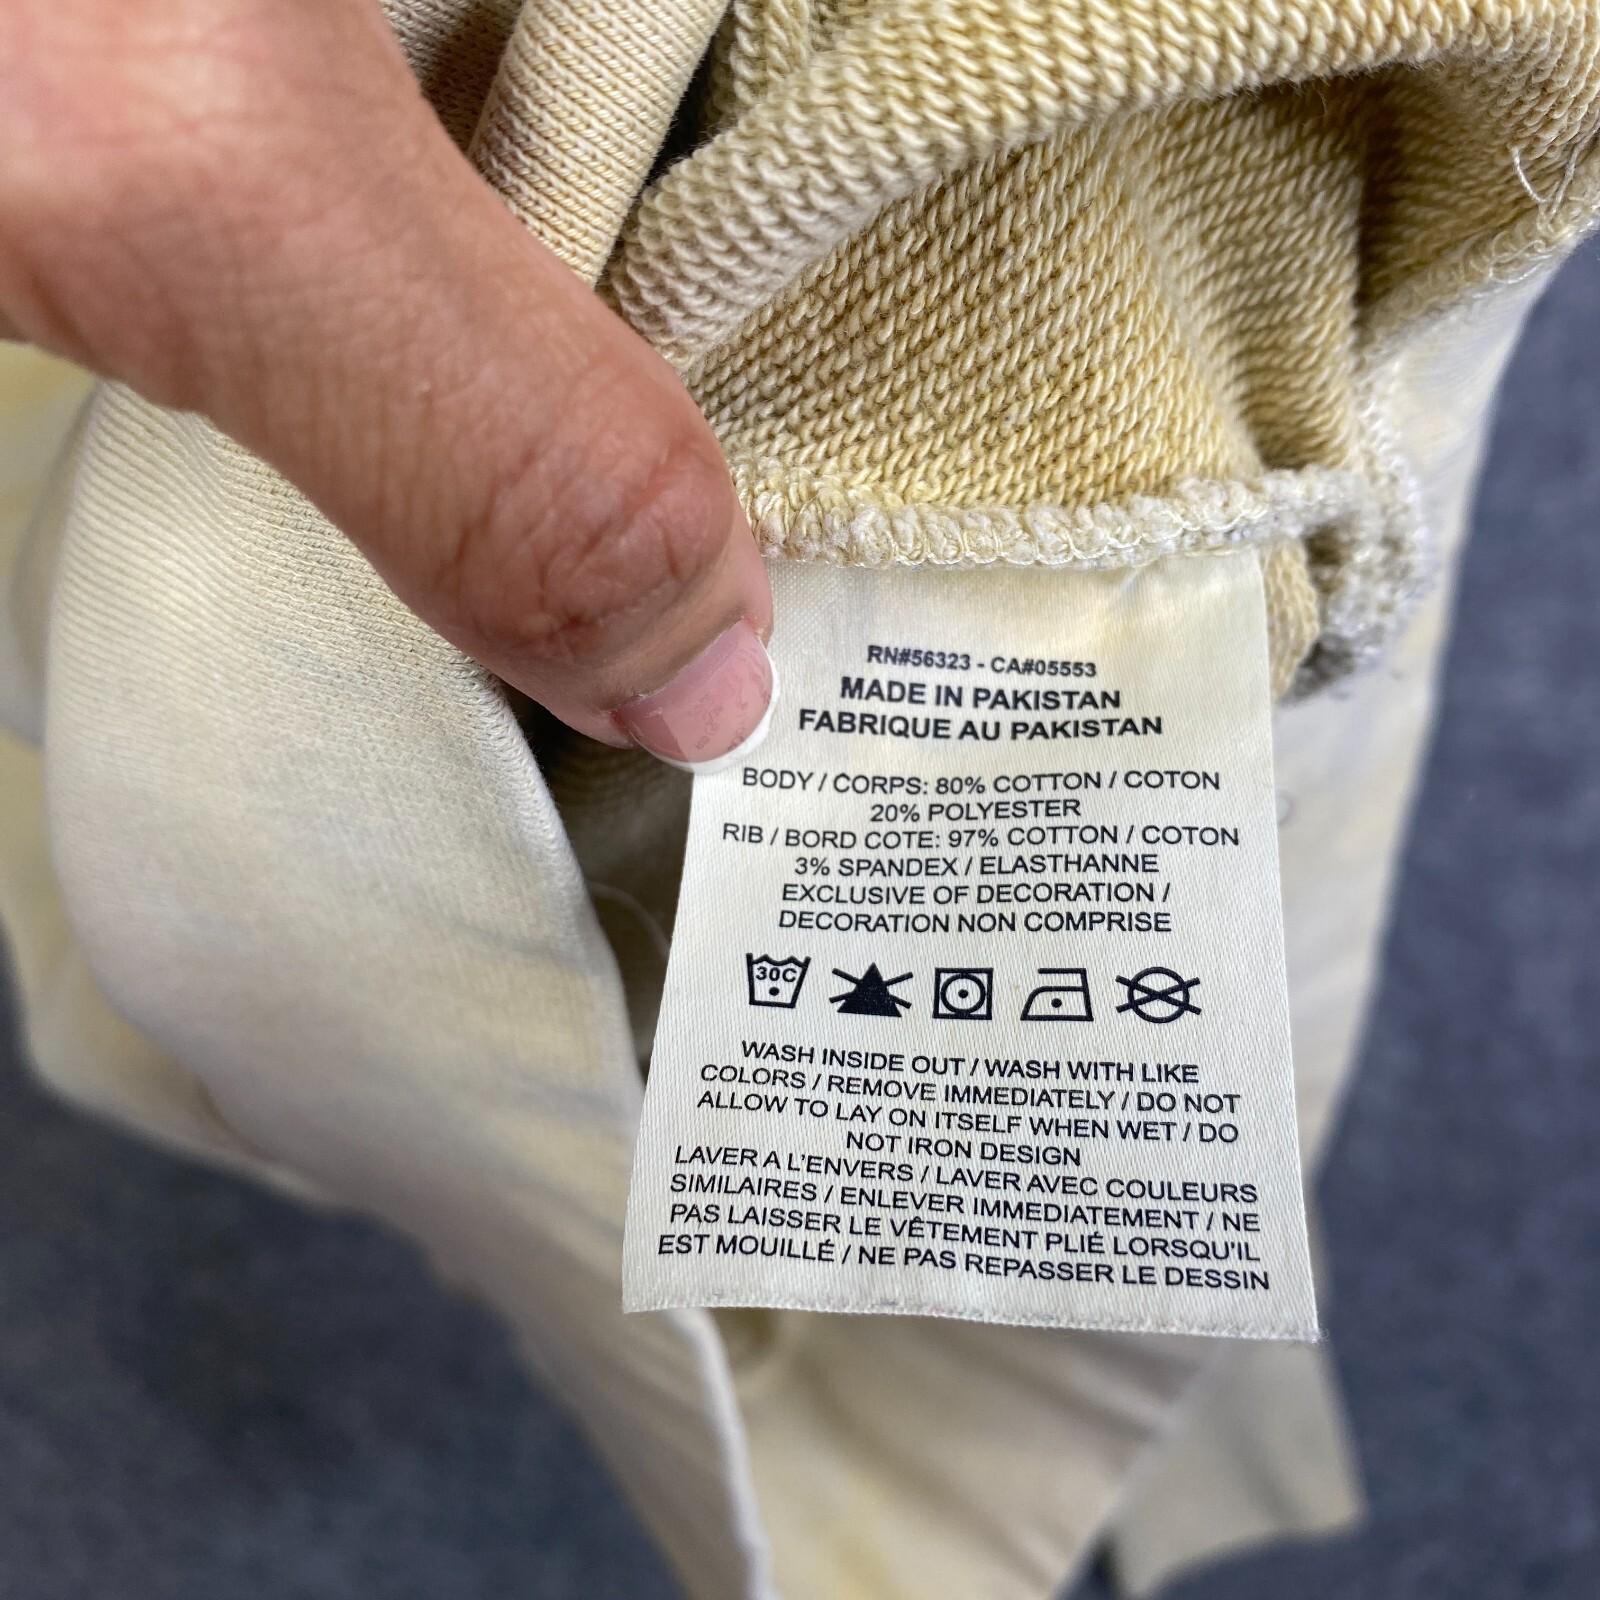 RN#56323 - CA#05553
MADE IN PAKISTAN
FABRIQUE AU PAKISTAN
BODY / CORPS: 80% COTTON / COTON
20% POLYESTER
RIB / BORD COTE: 97% COTTON / COTON
3% SPANDEX / ELASTHANNE
EXCLUSIVE OF DECORATION /
DECORATION NON COMPRISE
30C
WASH INSIDE OUT / WASH WITH LIKE
COLORS / REMOVE IMMEDIATELY / DO NOT
ALLOW TO LAY ON ITSELF WHEN WET / DO
NOT IRON DESIGN
LAVER A L'ENVERS / LAVER AVEC COULEURS
SIMILAIRES / ENLEVER IMMEDIATEMENT / NE
PAS LAISSER LE VÊTEMENT PLIÉ LORSQU'IL
EST MOUILLÉ / NE PAS REPASSER LE DESSIN